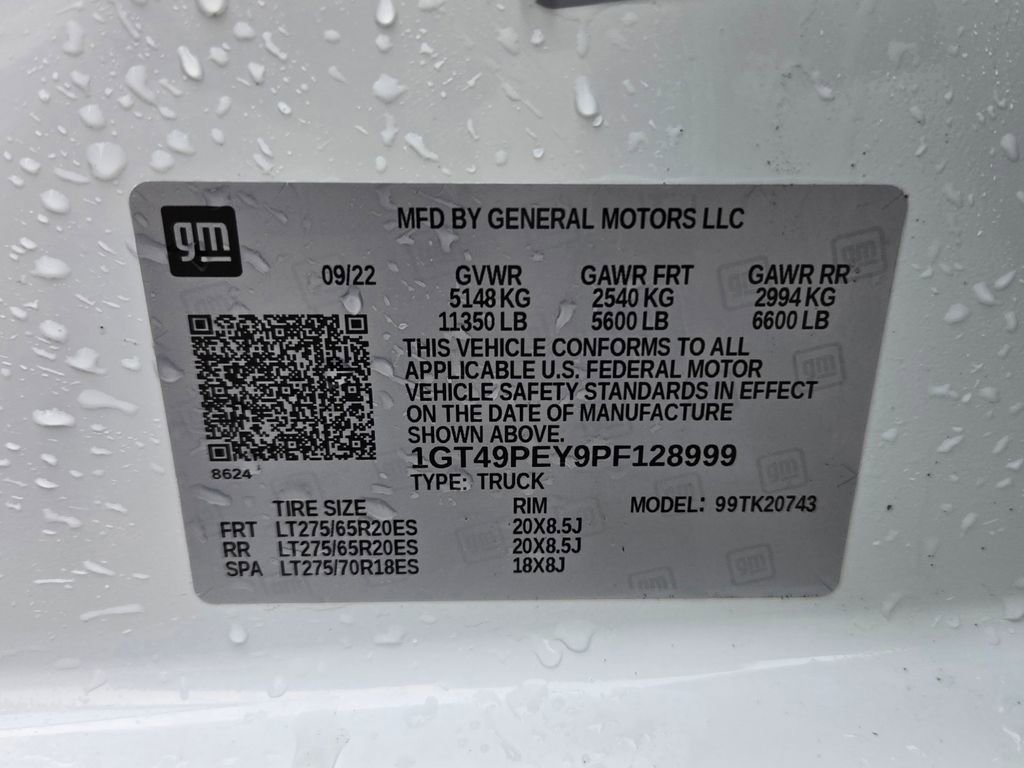 gm
MFD BY GENERAL MOTORS LLC
09/22 GVWR GAWR FRT GAWR RR
5148 KG 2540 KG 2994 KG
11350 LB 5600 LB 6600 LB
THIS VEHICLE CONFORMS TO ALL
APPLICABLE U.S. FEDERAL MOTOR
VEHICLE SAFETY STANDARDS IN EFFECT
ON THE DATE OF MANUFACTURE
SHOWN ABOVE.
8624 1GT49PEY9PF128999
TYPE: TRUCK
TIRE SIZE RIM MODEL: 99TK20743
FRT LT275/65R20ES 20X8.5J
RR LT275/65R20ES 20X8.5J
SPA LT275/70R18ES 18X8J